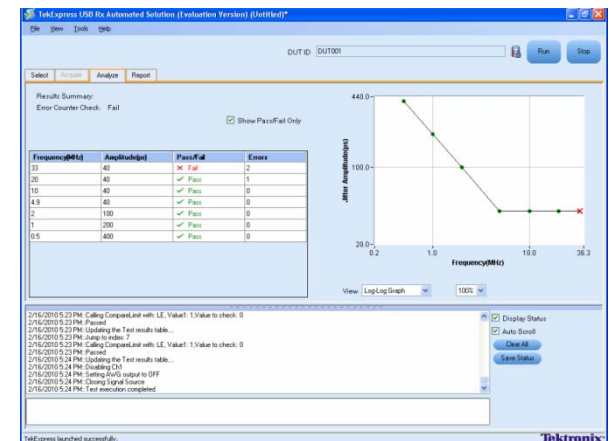 TekExpress USB Rx Automated Solution (Evaluation Version) (Untitled)*
File View Tools Help
DUT ID DUT001
Run Stop
Select Acquire Analyze Report
Results Summary:
Error Counter Check: Fail
Show Pass/Fail Only
Frequency(MHz) Amplitude(ps) Pass/Fail Errors
33 40 Fail 2
20 40 Pass 1
10 40 Pass 0
4.9 40 Pass 0
2 100 Pass 0
1 200 Pass 0
0.5 400 Pass 0
440.0
100.0
20.0
Jitter Amplitude(ps)
0.2 1.0 10.0 36.3
Frequency(MHz)
View Log-Log Graph 100%
2/16/2010 5:23 PM :Calling CompareLimit with: LE, Value1: 1,Value to check: 0
2/16/2010 5:23 PM :Passed
2/16/2010 5:23 PM :Updating the Test results table...
2/16/2010 5:23 PM :Jump to index: 7
2/16/2010 5:23 PM :Calling CompareLimit with: LE, Value1: 1,Value to check: 0
2/16/2010 5:23 PM :Passed
2/16/2010 5:24 PM :Updating the Test results table...
2/16/2010 5:24 PM :Disabling Ch1
2/16/2010 5:24 PM :Setting AWG output to OFF
2/16/2010 5:24 PM :Closing Signal Source
2/16/2010 5:24 PM :Test execution completed
Display Status
Auto Scroll
Clear All
Save Status
TekExpress launched successfully.
Tektronix